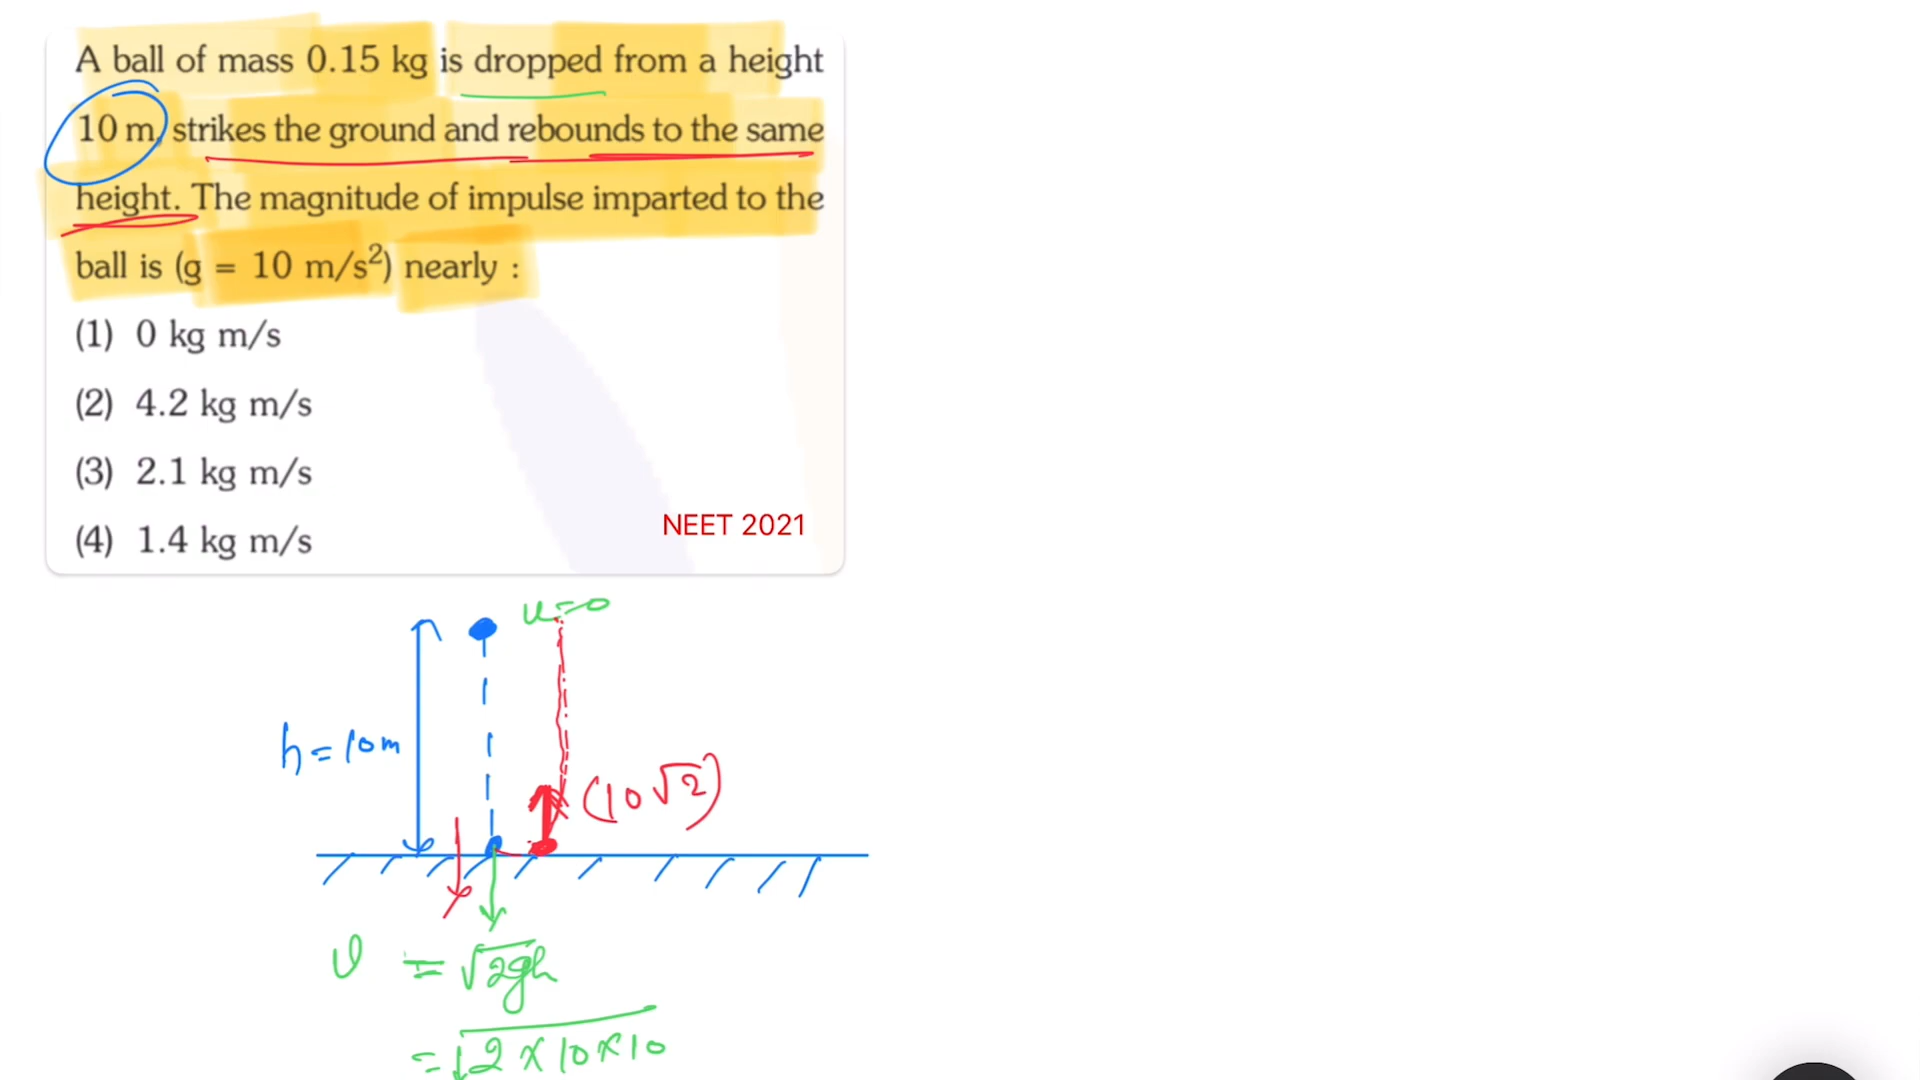 A ball of mass 0.15 kg is dropped from a height
10 m, strikes the ground and rebounds to the same
height. The magnitude of impulse imparted to the
ball is (g = 10 m/s²) nearly :
(1) 0 kg m/s
(2) 4.2 kg m/s
(3) 2.1 kg m/s
(4) 1.4 kg m/s
NEET 2021
u=0
h=10m
(10√2)
v = √2gh
= √2×10×10